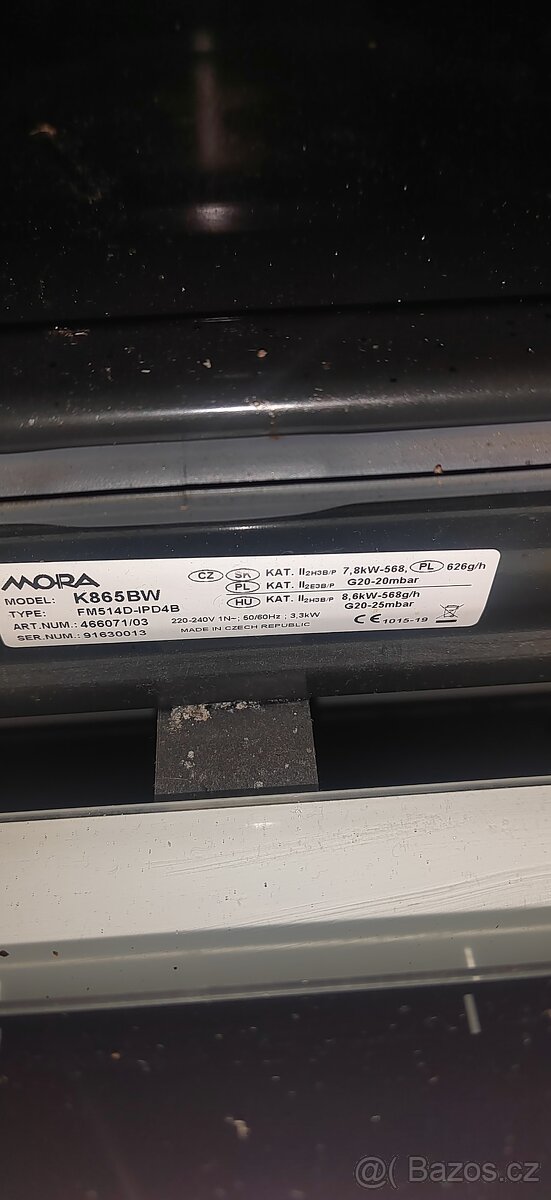 MORA
MODEL: K865BW
TYPE: FM514D-IPD4B
ART.NUM.: 466071/03
SER.NUM.: 91630013
CZ SK KAT. II2H3B/P 7,8kW-568, PL 626g/h
PL KAT. II2E3B/P G20-20mbar
HU KAT. II2H3B/P 8,6kW-568g/h
G20-25mbar
220-240V 1N~; 50/60Hz ; 3,3kW
MADE IN CZECH REPUBLIC
CE 1015-19
@( Bazos.cz